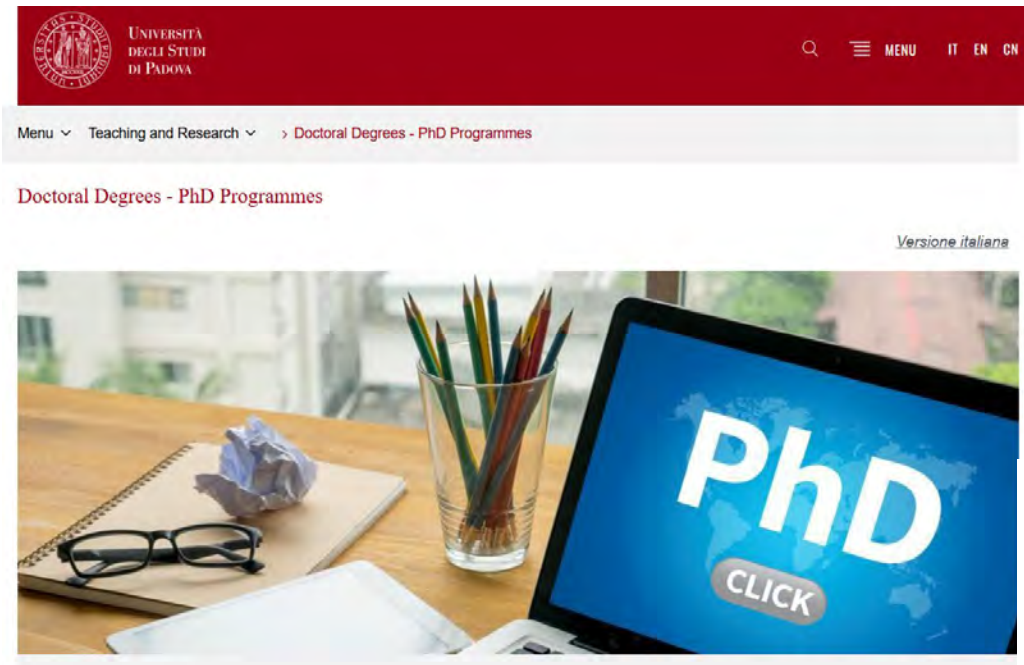 UNIVERSITÀ
DEGLI STUDI
DI PADOVA
MENU IT EN CN
Menu Teaching and Research > Doctoral Degrees - PhD Programmes
Doctoral Degrees - PhD Programmes
Versione italiana
PhD
CLICK